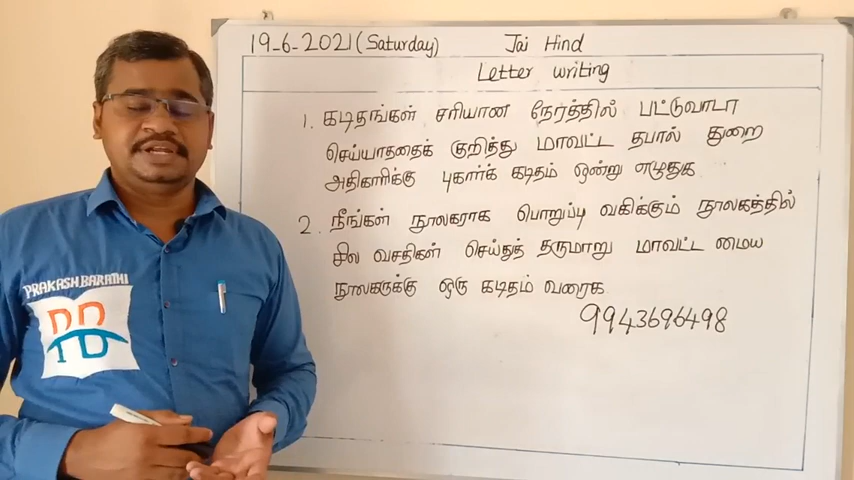 19-6-2021 (Saturday) Jai Hind
Letter writing
1. கடிதங்கள் சரியான நேரத்தில் பட்டுவாடா
செய்யாததைக் குறித்து மாவட்ட தபால் துறை
அதிகாரிக்கு புகார்க் கடிதம் ஒன்று எழுதுக
2. நீங்கள் நூலகராக பொறுப்பு வகிக்கும் நூலகத்தில்
சில வசதிகள் செய்துத் தருமாறு மாவட்ட மைய
நூலகருக்கு ஒரு கடிதம் வரைக
9943696498
PRAKASH.BARATHI